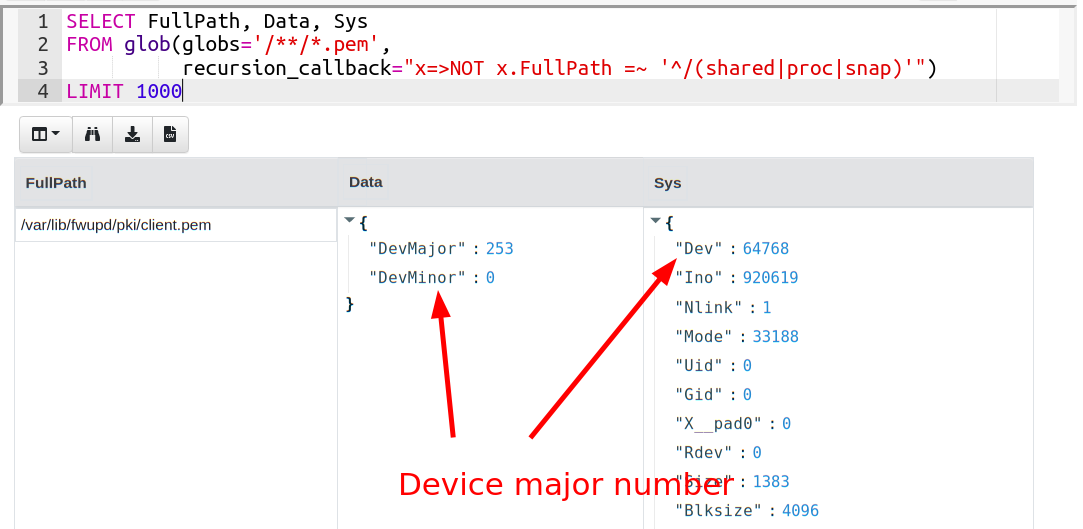 1 SELECT FullPath, Data, Sys
2 FROM glob(globs='/**/*.pem',
3 recursion_callback="x=>NOT x.FullPath =~ '^/(shared|proc|snap)'")
4 LIMIT 1000
CSV
FullPath Data Sys
/var/lib/fwupd/pki/client.pem
{
"DevMajor" : 253
"DevMinor" : 0
}
{
"Dev" : 64768
"Ino" : 920619
"Nlink" : 1
"Mode" : 33188
"Uid" : 0
"Gid" : 0
"X__pad0" : 0
"Rdev" : 0
"Size" : 1383
"Blksize" : 4096
Device major number